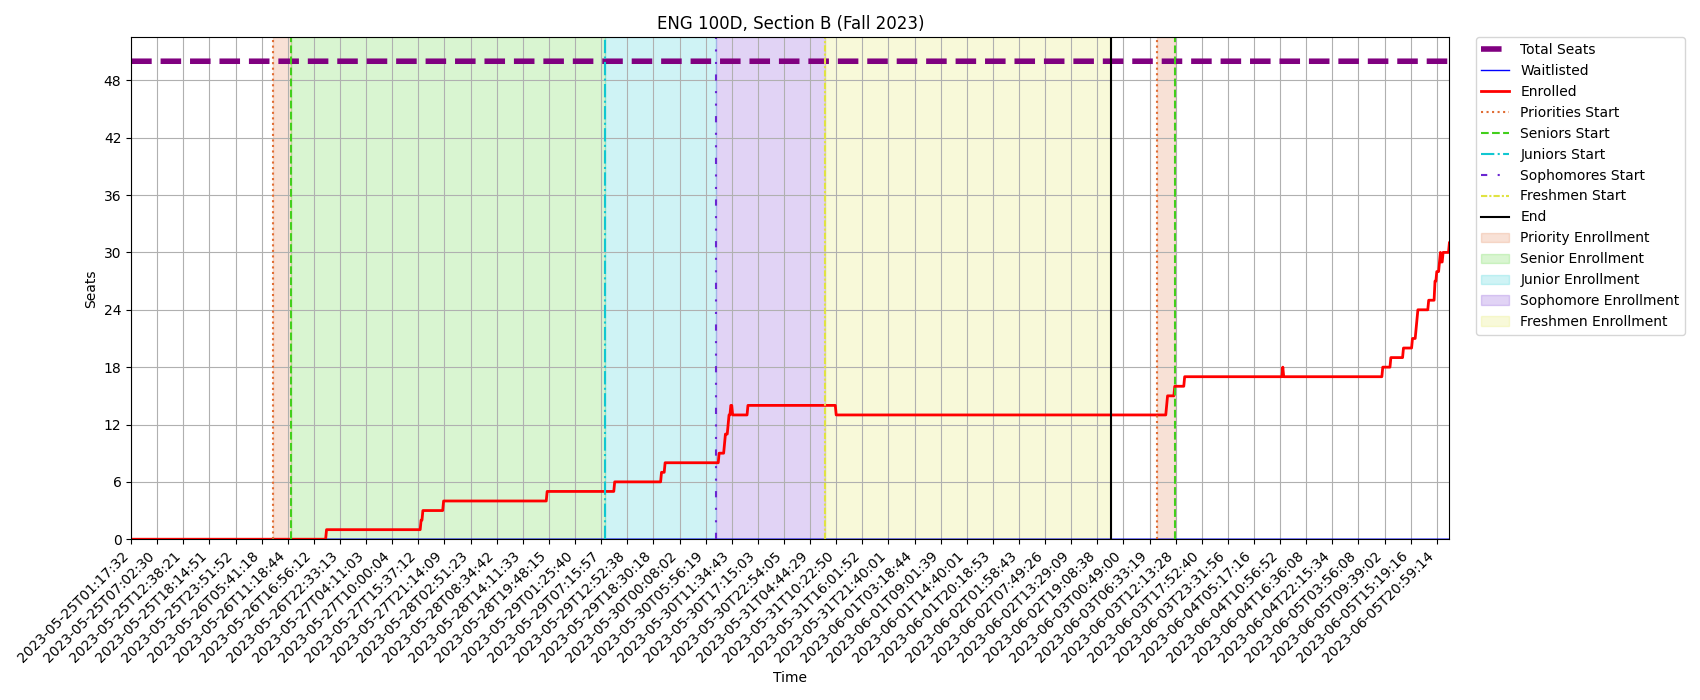 ENG 100D, Section B (Fall 2023)
Seats
48
42
36
30
24
18
12
6
0
2023-05-25T01:17:32
2023-05-25T07:02:30
2023-05-25T12:38:21
2023-05-25T18:14:51
2023-05-25T23:51:52
2023-05-26T05:41:18
2023-05-26T11:18:44
2023-05-26T16:56:12
2023-05-26T22:33:13
2023-05-27T04:11:03
2023-05-27T10:00:04
2023-05-27T15:37:12
2023-05-27T21:14:09
2023-05-28T02:51:23
2023-05-28T08:34:42
2023-05-28T14:11:33
2023-05-28T19:48:15
2023-05-29T01:25:40
2023-05-29T07:15:57
2023-05-29T12:52:38
2023-05-29T18:30:18
2023-05-30T00:08:02
2023-05-30T05:56:19
2023-05-30T11:34:43
2023-05-30T17:15:03
2023-05-30T22:54:05
2023-05-31T04:44:29
2023-05-31T10:22:50
2023-05-31T16:01:52
2023-05-31T21:40:01
2023-06-01T03:18:44
2023-06-01T09:01:39
2023-06-01T14:40:01
2023-06-01T20:18:53
2023-06-02T01:58:43
2023-06-02T07:49:26
2023-06-02T13:29:09
2023-06-02T19:08:38
2023-06-03T00:49:00
2023-06-03T06:33:19
2023-06-03T12:13:28
2023-06-03T17:52:40
2023-06-03T23:31:56
2023-06-04T05:17:16
2023-06-04T10:56:52
2023-06-04T16:36:08
2023-06-04T22:15:34
2023-06-05T03:56:08
2023-06-05T09:39:02
2023-06-05T15:19:16
2023-06-05T20:59:14
Time
Total Seats
Waitlisted
Enrolled
Priorities Start
Seniors Start
Juniors Start
Sophomores Start
Freshmen Start
End
Priority Enrollment
Senior Enrollment
Junior Enrollment
Sophomore Enrollment
Freshmen Enrollment